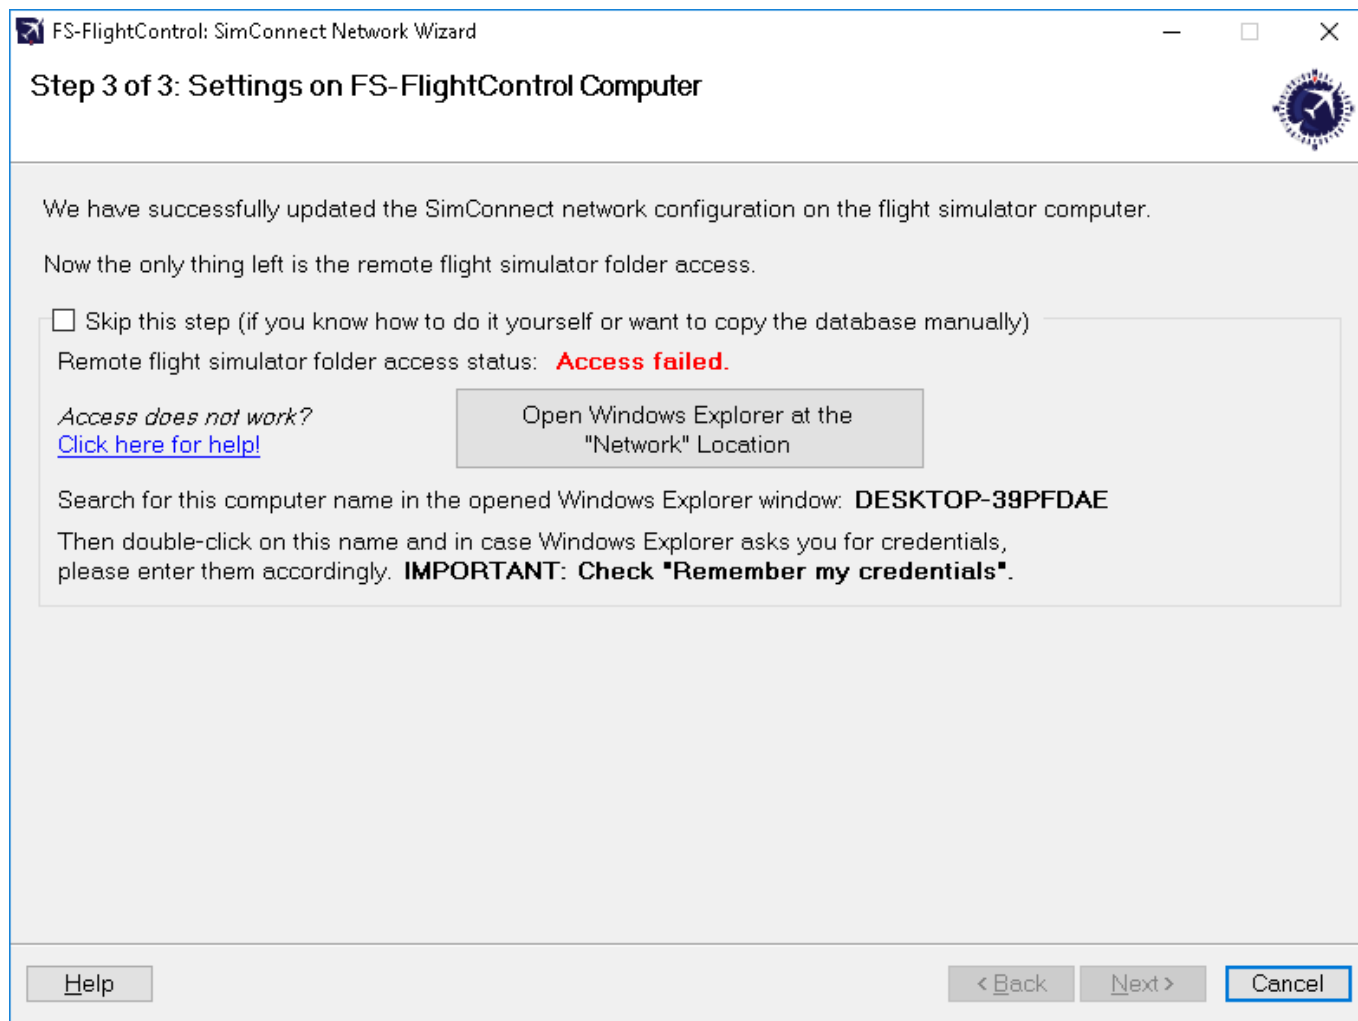 FS-FlightControl: SimConnect Network Wizard
Step 3 of 3: Settings on FS-FlightControl Computer
We have successfully updated the SimConnect network configuration on the flight simulator computer.
Now the only thing left is the remote flight simulator folder access.
Skip this step (if you know how to do it yourself or want to copy the database manually)
Remote flight simulator folder access status: Access failed.
Access does not work?
Click here for help!
Open Windows Explorer at the
"Network" Location
Search for this computer name in the opened Windows Explorer window: DESKTOP-39PFDAE
Then double-click on this name and in case Windows Explorer asks you for credentials,
please enter them accordingly. IMPORTANT: Check "Remember my credentials".
Help
< Back
Next >
Cancel